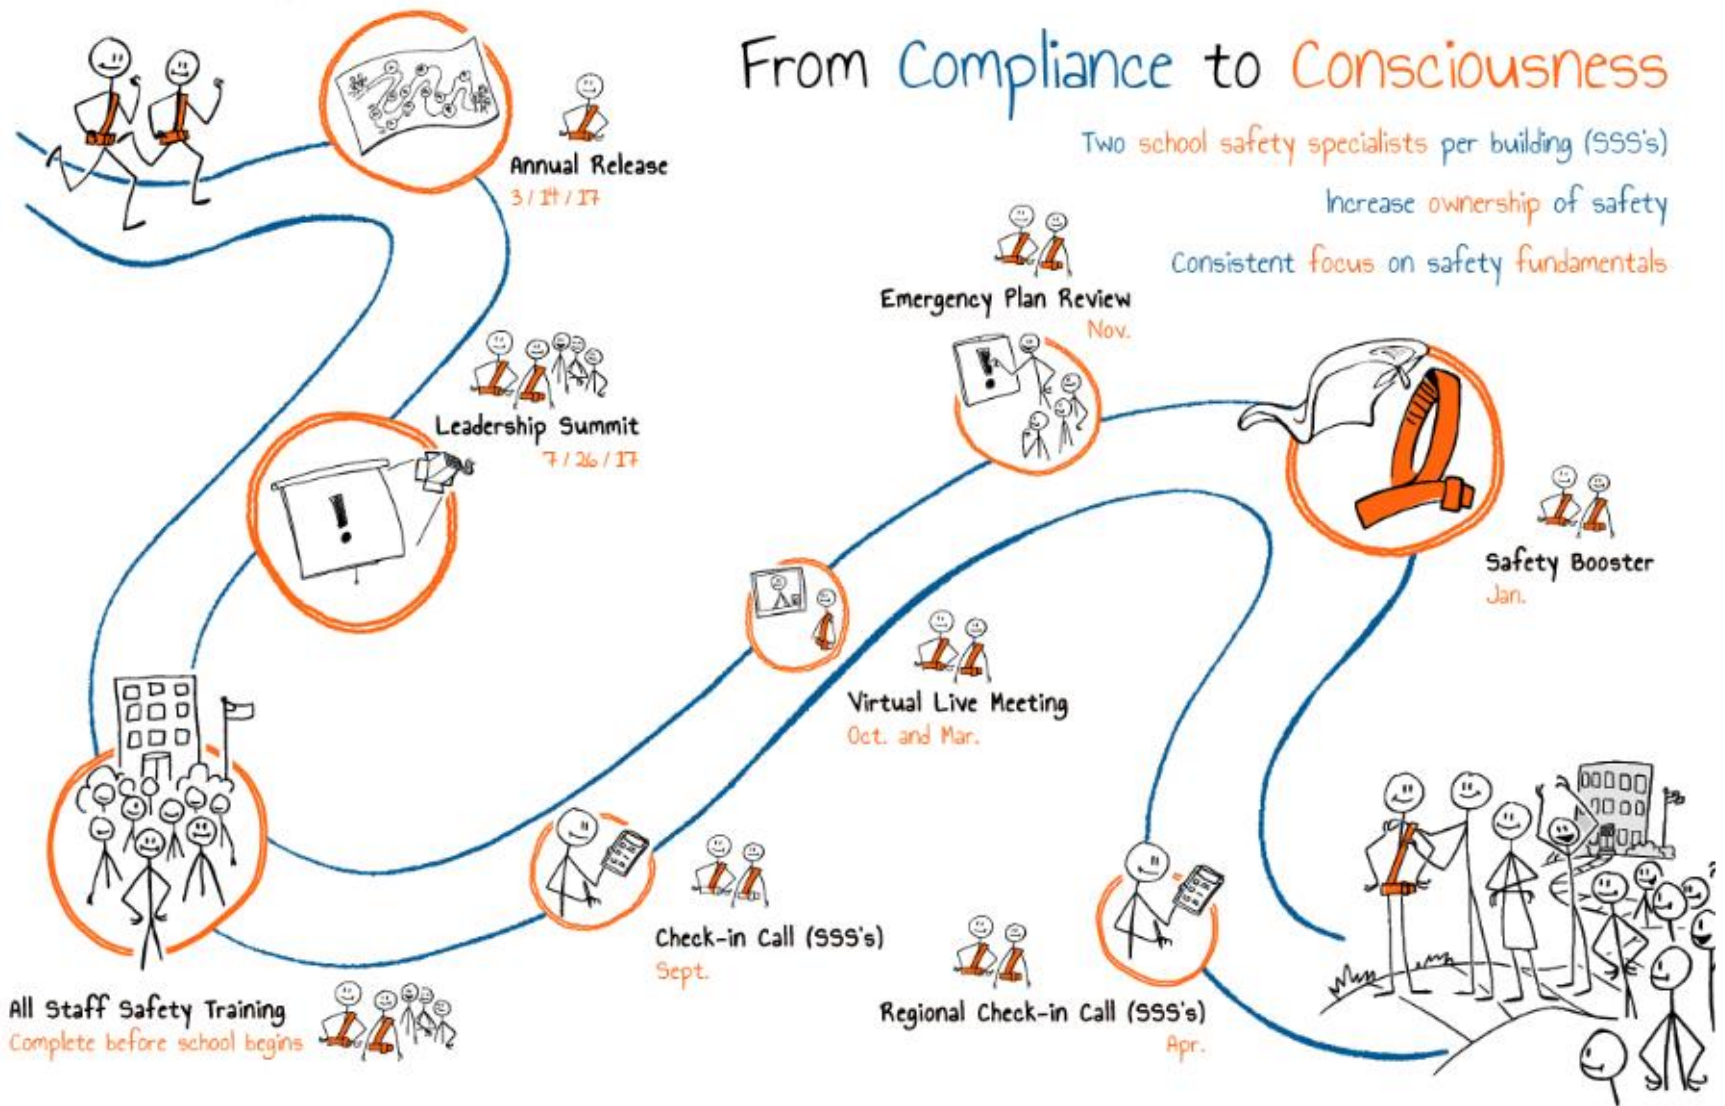 From Compliance to Consciousness
Two school safety specialists per building (SSS's)
Increase ownership of safety
Consistent focus on safety fundamentals
Annual Release
3/14/17
Leadership Summit
7/26/17
All Staff Safety Training
Complete before school begins
Check-in Call (SSS's)
Sept.
Virtual Live Meeting
Oct. and Mar.
Emergency Plan Review
Nov.
Safety Booster
Jan.
Regional Check-in Call (SSS's)
Apr.